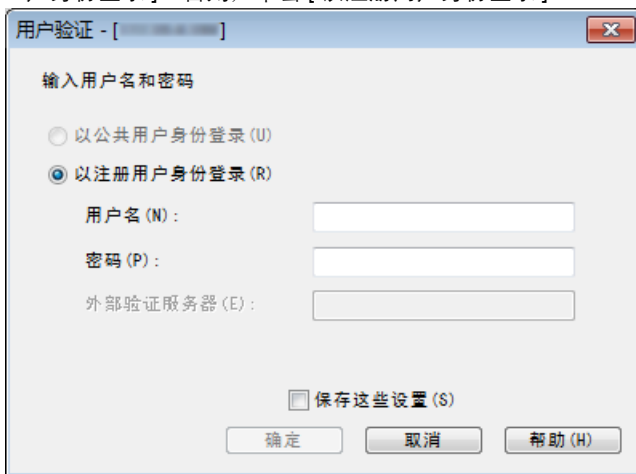 用户验证 - [ ]
输入用户名和密码
以公共用户身份登录(U)
以注册用户身份登录(R)
用户名(N):
密码(P):
外部验证服务器(E):
保存这些设置(S)
确定 取消 帮助(H)